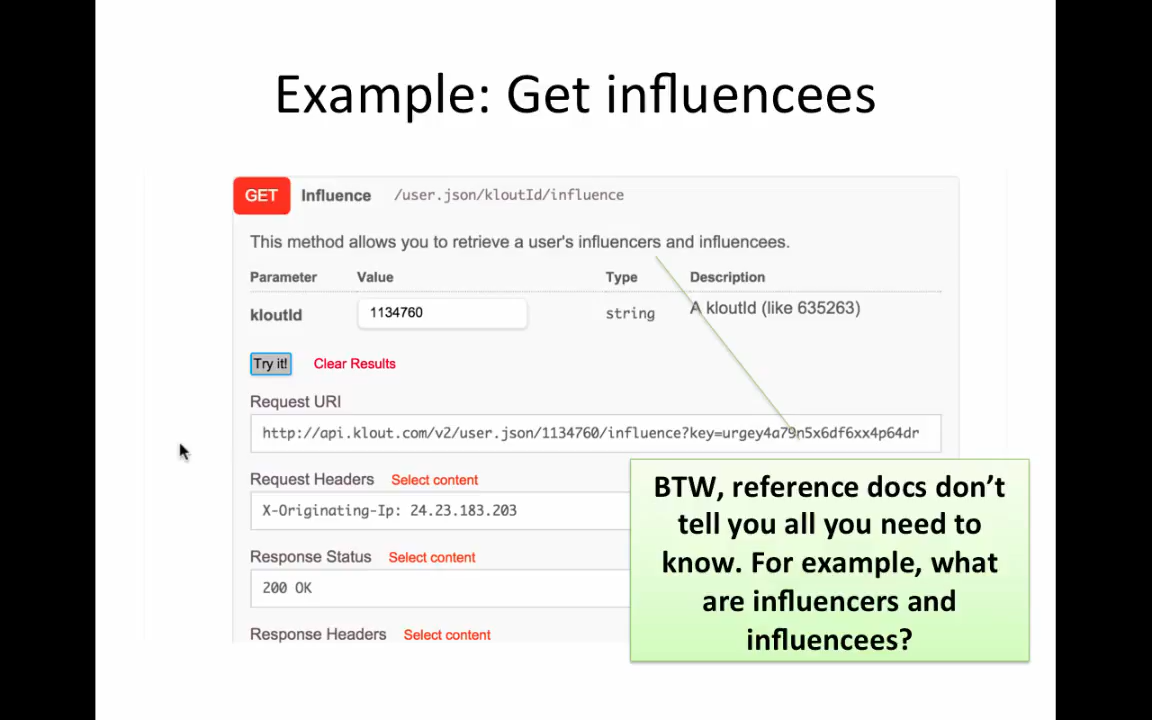 Example: Get influencees
GET Influence /user.json/kloutId/influence
This method allows you to retrieve a user's influencers and influencees.
Parameter Value Type Description
kloutId 1134760 string A kloutId (like 635263)
Try it! Clear Results
Request URI
http://api.klout.com/v2/user.json/1134760/influence?key=urgey4a79n5x6df6xx4p64dr
Request Headers Select content
X-Originating-Ip: 24.23.183.203
Response Status Select content
200 OK
Response Headers Select content
BTW, reference docs don’t
tell you all you need to
know. For example, what
are influencers and
influencees?